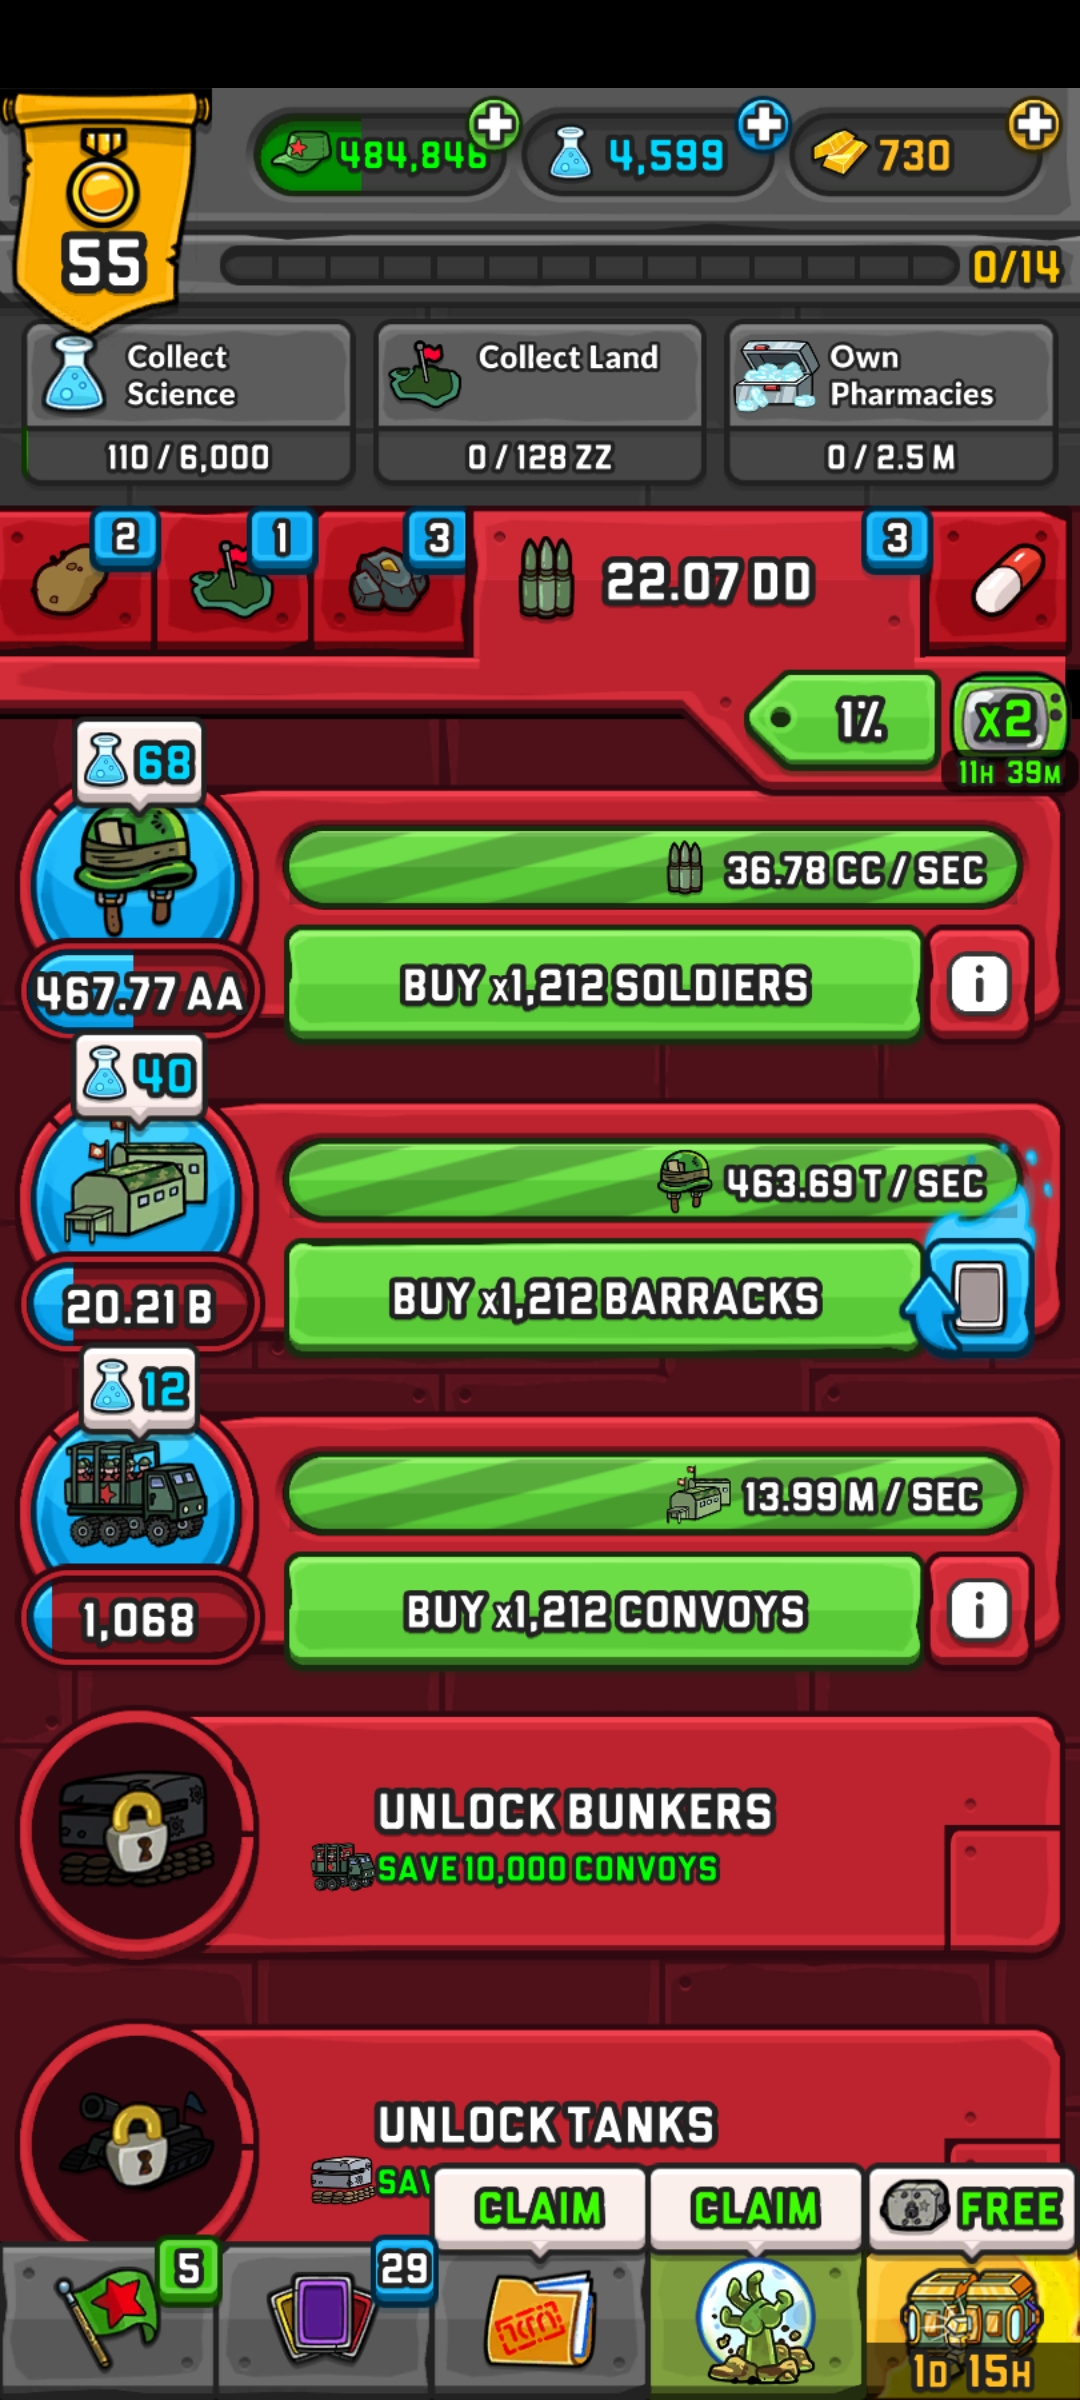 55
484,846
4,599
730
0/14
Collect
Science
110 / 6,000
Collect Land
0 / 128 ZZ
Own
Pharmacies
0 / 2.5 M
2
1
3
22.07 DD
3
1%
x2
11H 39M
68
36.78 CC / SEC
467.77 AA
BUY x1,212 SOLDIERS
i
40
463.69 T / SEC
20.21 B
BUY x1,212 BARRACKS
12
13.99 M / SEC
1,068
BUY x1,212 CONVOYS
i
UNLOCK BUNKERS
SAVE 10,000 CONVOYS
UNLOCK TANKS
CLAIM
CLAIM
FREE
5
29
1D 15H